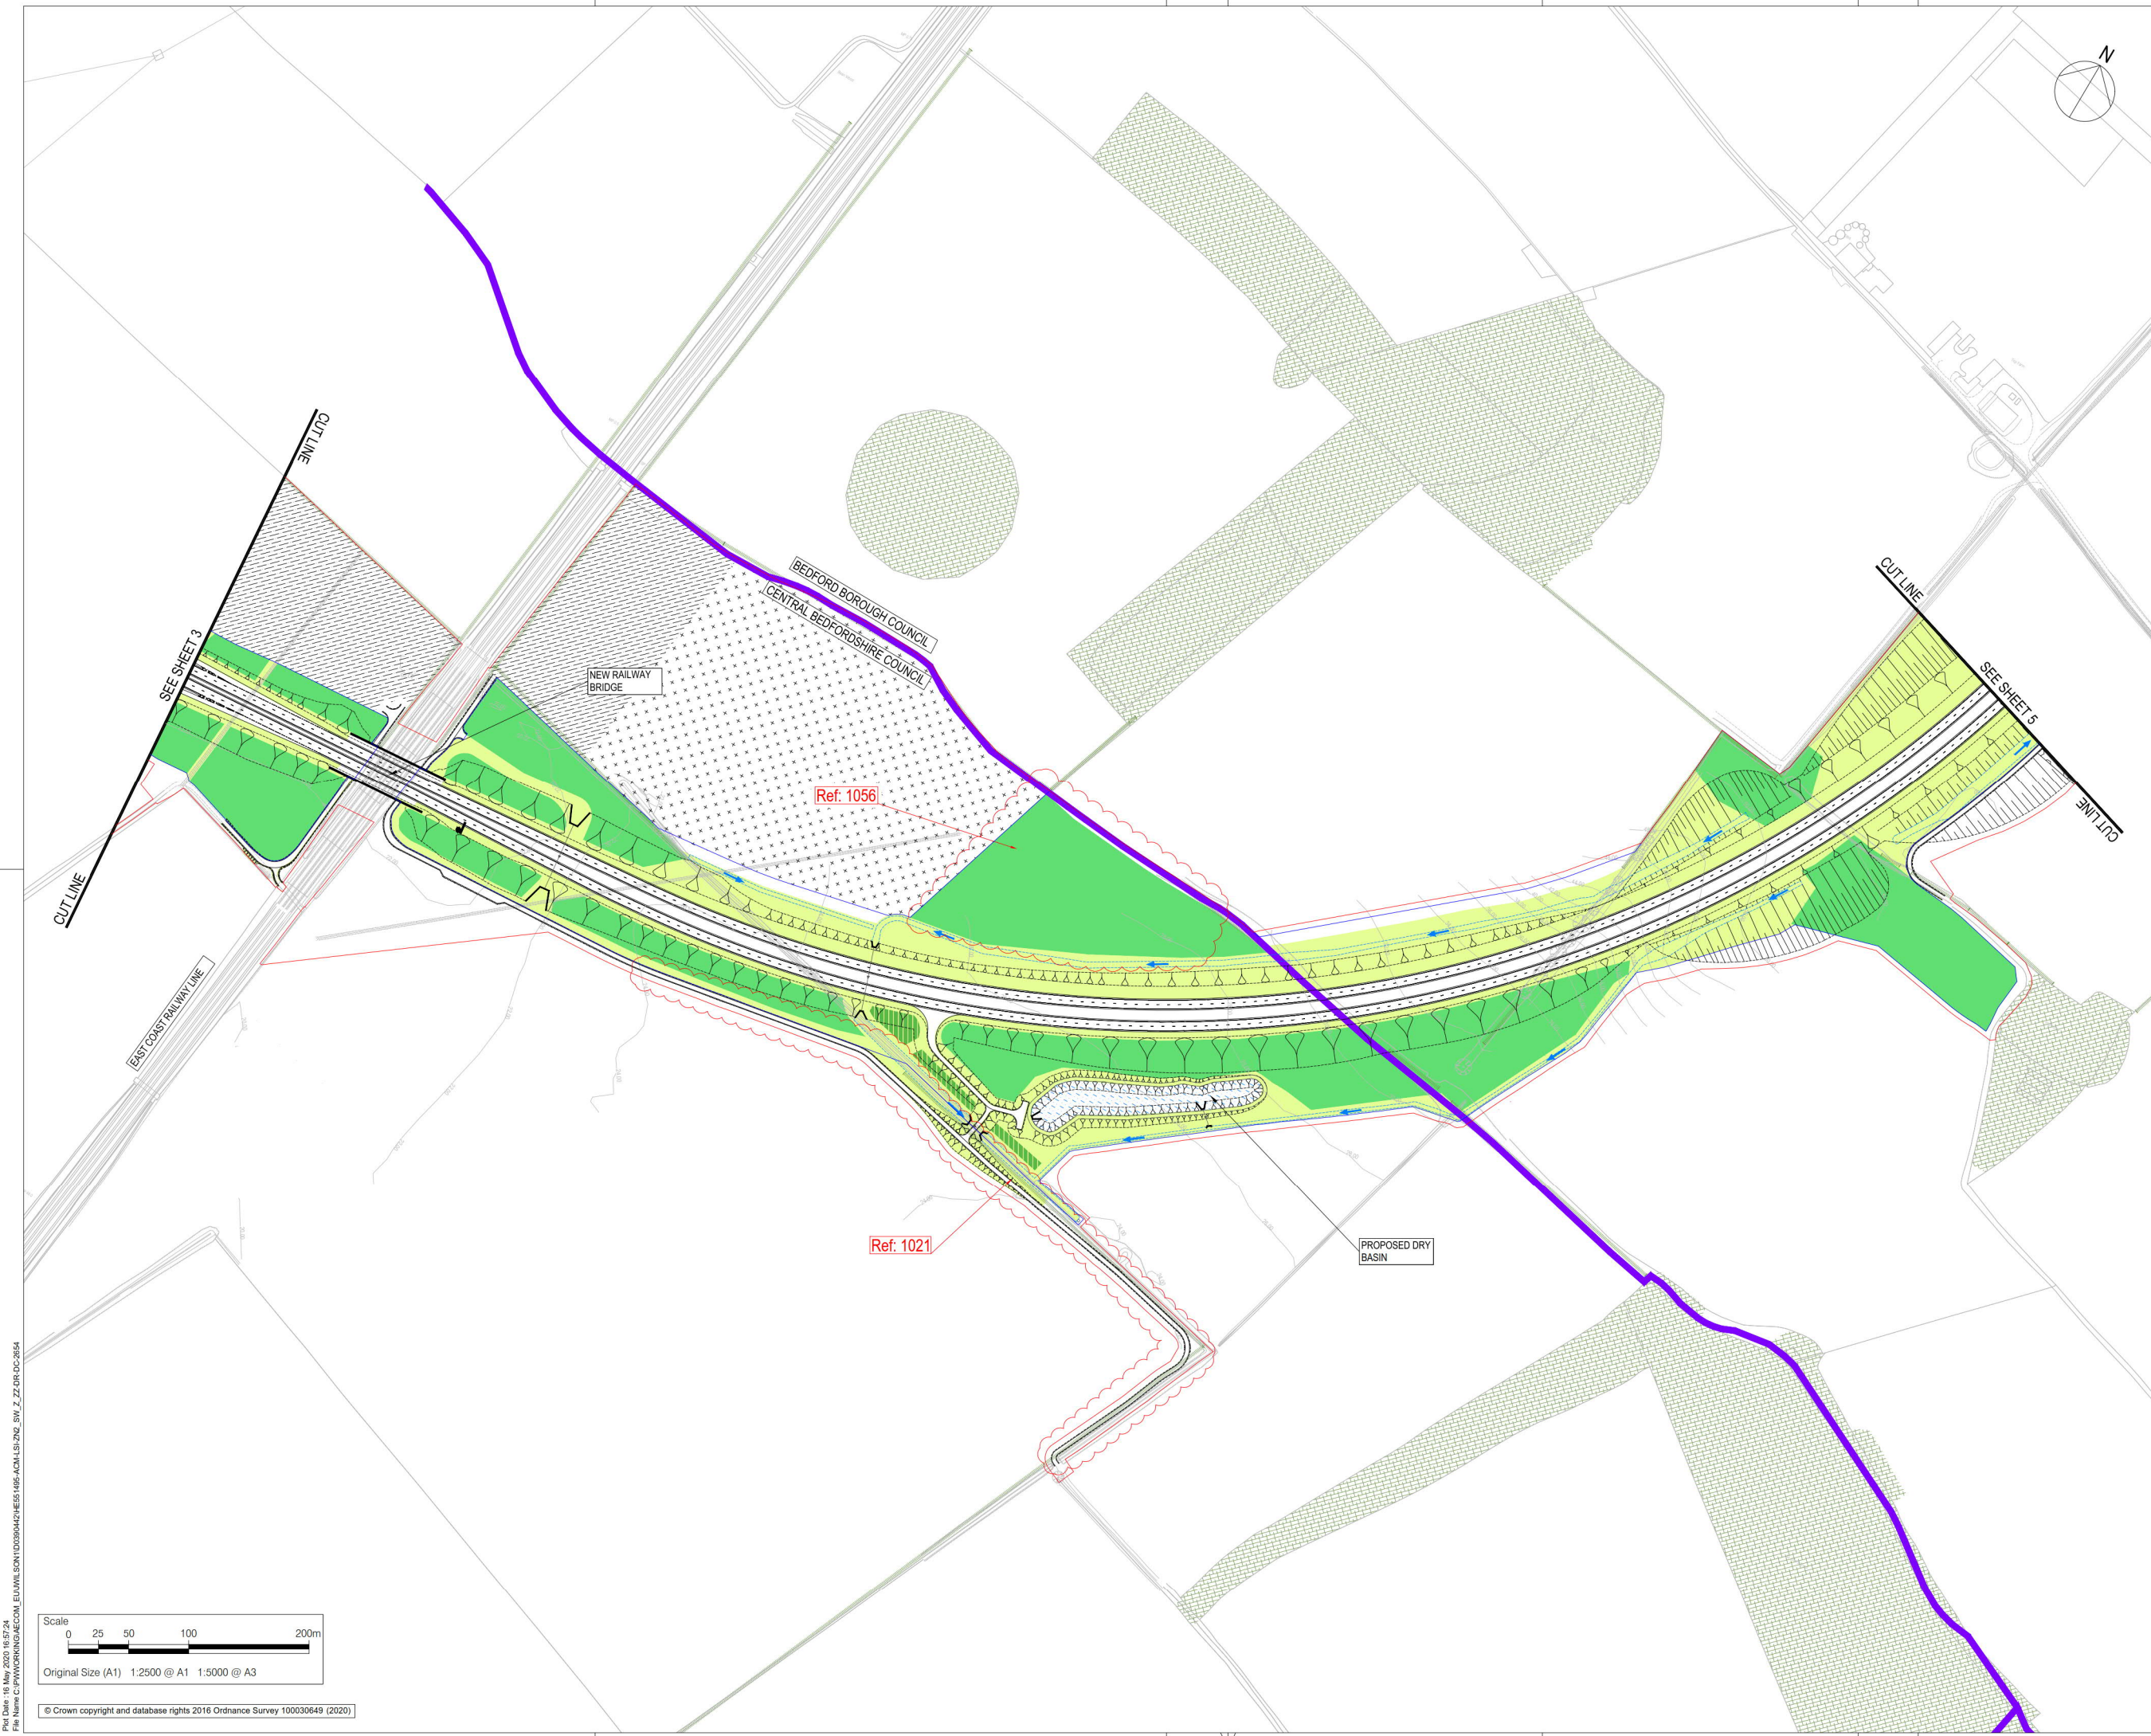 N
CUT LINE
SEE SHEET 3
CUT LINE
NEW RAILWAY
BRIDGE
BEDFORD BOROUGH COUNCIL
CENTRAL BEDFORDSHIRE COUNCIL
CUT LINE
SEE SHEET 5
CUT LINE
Ref: 1056
EAST COAST RAILWAY LINE
Ref: 1021
PROPOSED DRY
BASIN
Scale
0 25 50 100 200m
Original Size (A1) 1:2500 @ A1 1:5000 @ A3
© Crown copyright and database rights 2016 Ordnance Survey 100030649 (2020)
Plot Date :16 May 2020 16:57:24